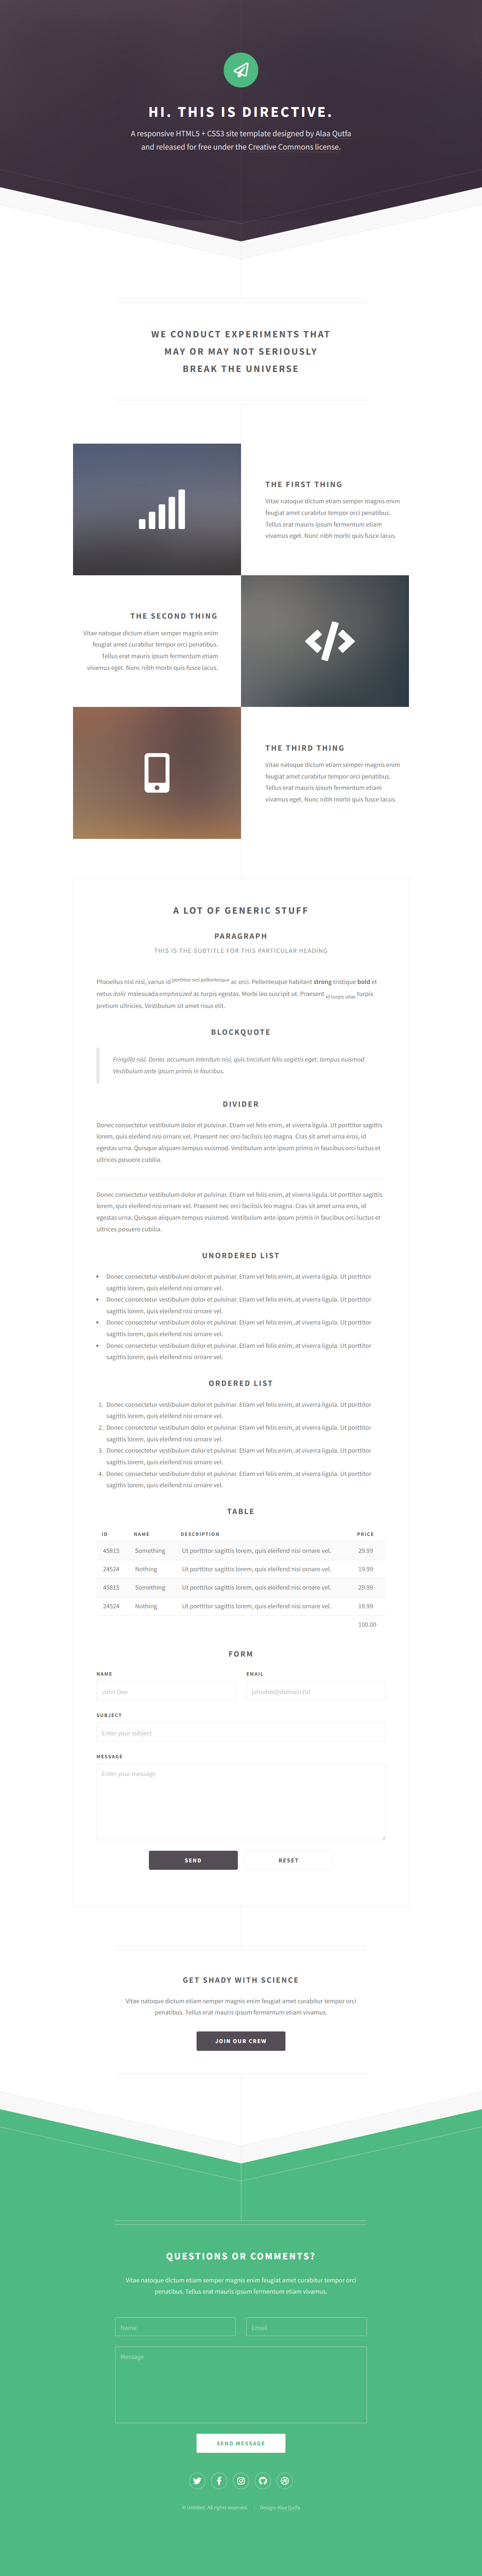 HI. THIS IS DIRECTIVE.
A responsive HTML5 + CSS3 site template designed by Alaa Qutfa
and released for free under the Creative Commons license.
WE CONDUCT EXPERIMENTS THAT
MAY OR MAY NOT SERIOUSLY
BREAK THE UNIVERSE
THE FIRST THING
Vitae natoque dictum etiam semper magnis enim
feugiat amet curabitur tempor orci penatibus.
Tellus erat mauris ipsum fermentum etiam
vivamus eget. Nunc nibh morbi quis fusce lacus.
THE SECOND THING
Vitae natoque dictum etiam semper magnis enim
feugiat amet curabitur tempor orci penatibus.
Tellus erat mauris ipsum fermentum etiam
vivamus eget. Nunc nibh morbi quis fusce lacus.
THE THIRD THING
Vitae natoque dictum etiam semper magnis enim
feugiat amet curabitur tempor orci penatibus.
Tellus erat mauris ipsum fermentum etiam
vivamus eget. Nunc nibh morbi quis fusce lacus.
A LOT OF GENERIC STUFF
PARAGRAPH
THIS IS THE SUBTITLE FOR THIS PARTICULAR HEADING
Phasellus nisl nisl, varius id porttitor sed pellentesque ac orci. Pellentesque habitant strong tristique bold et
netus italic malesuada emphasized ac turpis egestas. Morbi leo suscipit ut. Praesent id turpis vitae turpis
pretium ultricies. Vestibulum sit amet risus elit.
BLOCKQUOTE
Fringilla nisl. Donec accumsan interdum nisi, quis tincidunt felis sagittis eget. tempus euismod.
Vestibulum ante ipsum primis in faucibus.
DIVIDER
Donec consectetur vestibulum dolor et pulvinar. Etiam vel felis enim, at viverra ligula. Ut porttitor sagittis
lorem, quis eleifend nisi ornare vel. Praesent nec orci facilisis leo magna. Cras sit amet urna eros, id
egestas urna. Quisque aliquam tempus euismod. Vestibulum ante ipsum primis in faucibus orci luctus et
ultrices posuere cubilia.
Donec consectetur vestibulum dolor et pulvinar. Etiam vel felis enim, at viverra ligula. Ut porttitor sagittis
lorem, quis eleifend nisi ornare vel. Praesent nec orci facilisis leo magna. Cras sit amet urna eros, id
egestas urna. Quisque aliquam tempus euismod. Vestibulum ante ipsum primis in faucibus orci luctus et
ultrices posuere cubilia.
UNORDERED LIST
• Donec consectetur vestibulum dolor et pulvinar. Etiam vel felis enim, at viverra ligula. Ut porttitor
sagittis lorem, quis eleifend nisi ornare vel.
• Donec consectetur vestibulum dolor et pulvinar. Etiam vel felis enim, at viverra ligula. Ut porttitor
sagittis lorem, quis eleifend nisi ornare vel.
• Donec consectetur vestibulum dolor et pulvinar. Etiam vel felis enim, at viverra ligula. Ut porttitor
sagittis lorem, quis eleifend nisi ornare vel.
• Donec consectetur vestibulum dolor et pulvinar. Etiam vel felis enim, at viverra ligula. Ut porttitor
sagittis lorem, quis eleifend nisi ornare vel.
ORDERED LIST
1. Donec consectetur vestibulum dolor et pulvinar. Etiam vel felis enim, at viverra ligula. Ut porttitor
sagittis lorem, quis eleifend nisi ornare vel.
2. Donec consectetur vestibulum dolor et pulvinar. Etiam vel felis enim, at viverra ligula. Ut porttitor
sagittis lorem, quis eleifend nisi ornare vel.
3. Donec consectetur vestibulum dolor et pulvinar. Etiam vel felis enim, at viverra ligula. Ut porttitor
sagittis lorem, quis eleifend nisi ornare vel.
4. Donec consectetur vestibulum dolor et pulvinar. Etiam vel felis enim, at viverra ligula. Ut porttitor
sagittis lorem, quis eleifend nisi ornare vel.
TABLE
ID NAME DESCRIPTION PRICE
45815 Something Ut porttitor sagittis lorem, quis eleifend nisi ornare vel. 29.99
24524 Nothing Ut porttitor sagittis lorem, quis eleifend nisi ornare vel. 19.99
45815 Something Ut porttitor sagittis lorem, quis eleifend nisi ornare vel. 29.99
24524 Nothing Ut porttitor sagittis lorem, quis eleifend nisi ornare vel. 19.99
100.00
FORM
NAME EMAIL
John Doe johndoe@domain.tld
SUBJECT
Enter your subject
MESSAGE
Enter your message
SEND RESET
GET SHADY WITH SCIENCE
Vitae natoque dictum etiam semper magnis enim feugiat amet curabitur tempor orci
penatibus. Tellus erat mauris ipsum fermentum etiam vivamus.
JOIN OUR CREW
QUESTIONS OR COMMENTS?
Vitae natoque dictum etiam semper magnis enim feugiat amet curabitur tempor orci
penatibus. Tellus erat mauris ipsum fermentum etiam vivamus.
Name Email
Message
SEND MESSAGE
© Untitled. All rights reserved. Design: Alaa Qutfa